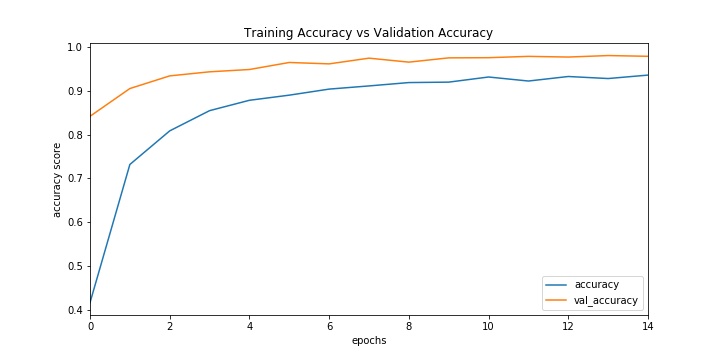 Training Accuracy vs Validation Accuracy
1.0
0.9
0.8
0.7
0.6
0.5
0.4
accuracy score
0 2 4 6 8 10 12 14
epochs
accuracy
val_accuracy